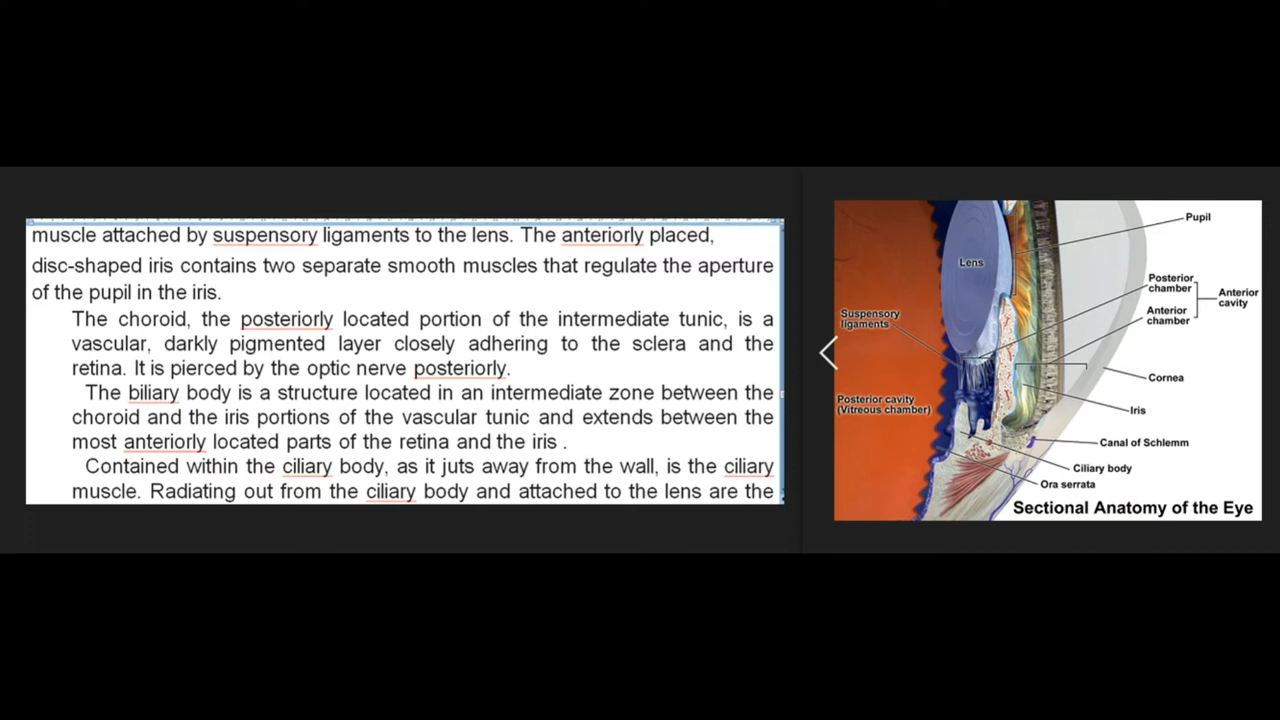 muscle attached by suspensory ligaments to the lens. The anteriorly placed,
disc-shaped iris contains two separate smooth muscles that regulate the aperture
of the pupil in the iris.
The choroid, the posteriorly located portion of the intermediate tunic, is a
vascular, darkly pigmented layer closely adhering to the sclera and the
retina. It is pierced by the optic nerve posteriorly.
The biliary body is a structure located in an intermediate zone between the
choroid and the iris portions of the vascular tunic and extends between the
most anteriorly located parts of the retina and the iris .
Contained within the ciliary body, as it juts away from the wall, is the ciliary
muscle. Radiating out from the ciliary body and attached to the lens are the
Pupil
Lens
Posterior
chamber
Anterior
cavity
Anterior
chamber
Suspensory
ligaments
Cornea
Posterior cavity
(Vitreous chamber)
Iris
Canal of Schlemm
Ciliary body
Ora serrata
Sectional Anatomy of the Eye